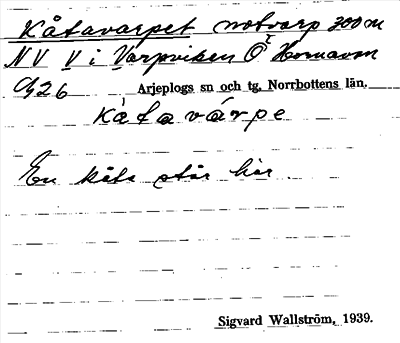 Kåtavarpet notvarp 300 m
NV V i Varpviken Ö i Hornavan
Arjeplogs sn och tg, Norrbottens län.
kåtavárpe
En kåta står här.
Sigvard Wallström, 1939.